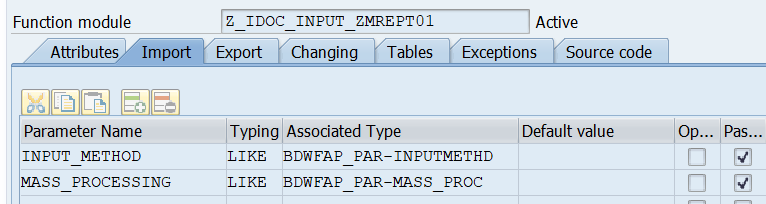 Function module Z_IDOC_INPUT_ZMREPT01 Active
Attributes Import Export Changing Tables Exceptions Source code
Parameter Name Typing Associated Type Default value Op... Pas...
INPUT_METHOD LIKE BDWFAP_PAR-INPUTMETHD
MASS_PROCESSING LIKE BDWFAP_PAR-MASS_PROC